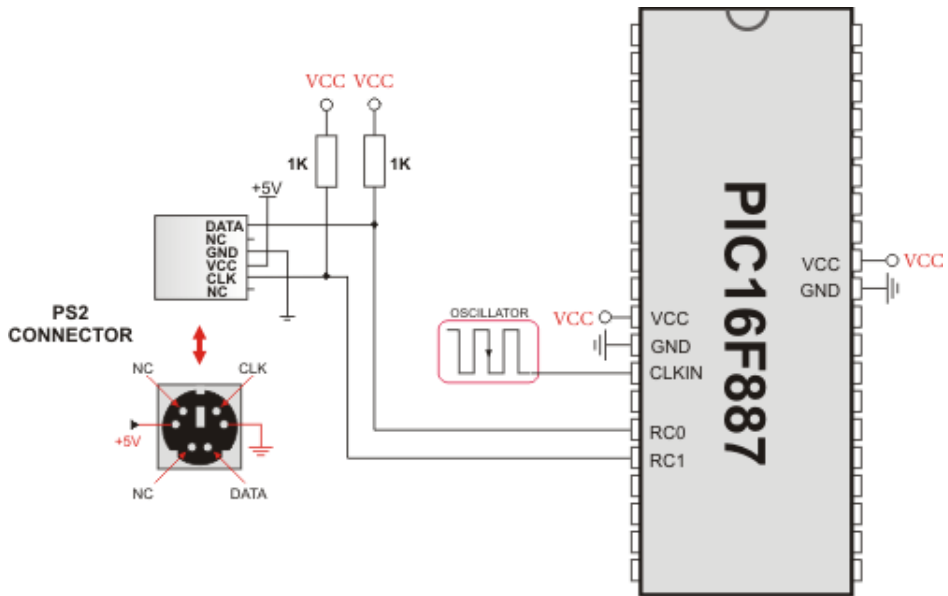 VCC VCC
1K
1K
+5V
DATA
NC
GND
VCC
CLK
NC
PS2
CONNECTOR
NC
CLK
+5V
NC
DATA
OSCILLATOR
VCC
VCC
GND
CLKIN
RC0
RC1
PIC16F887
VCC
GND
VCC